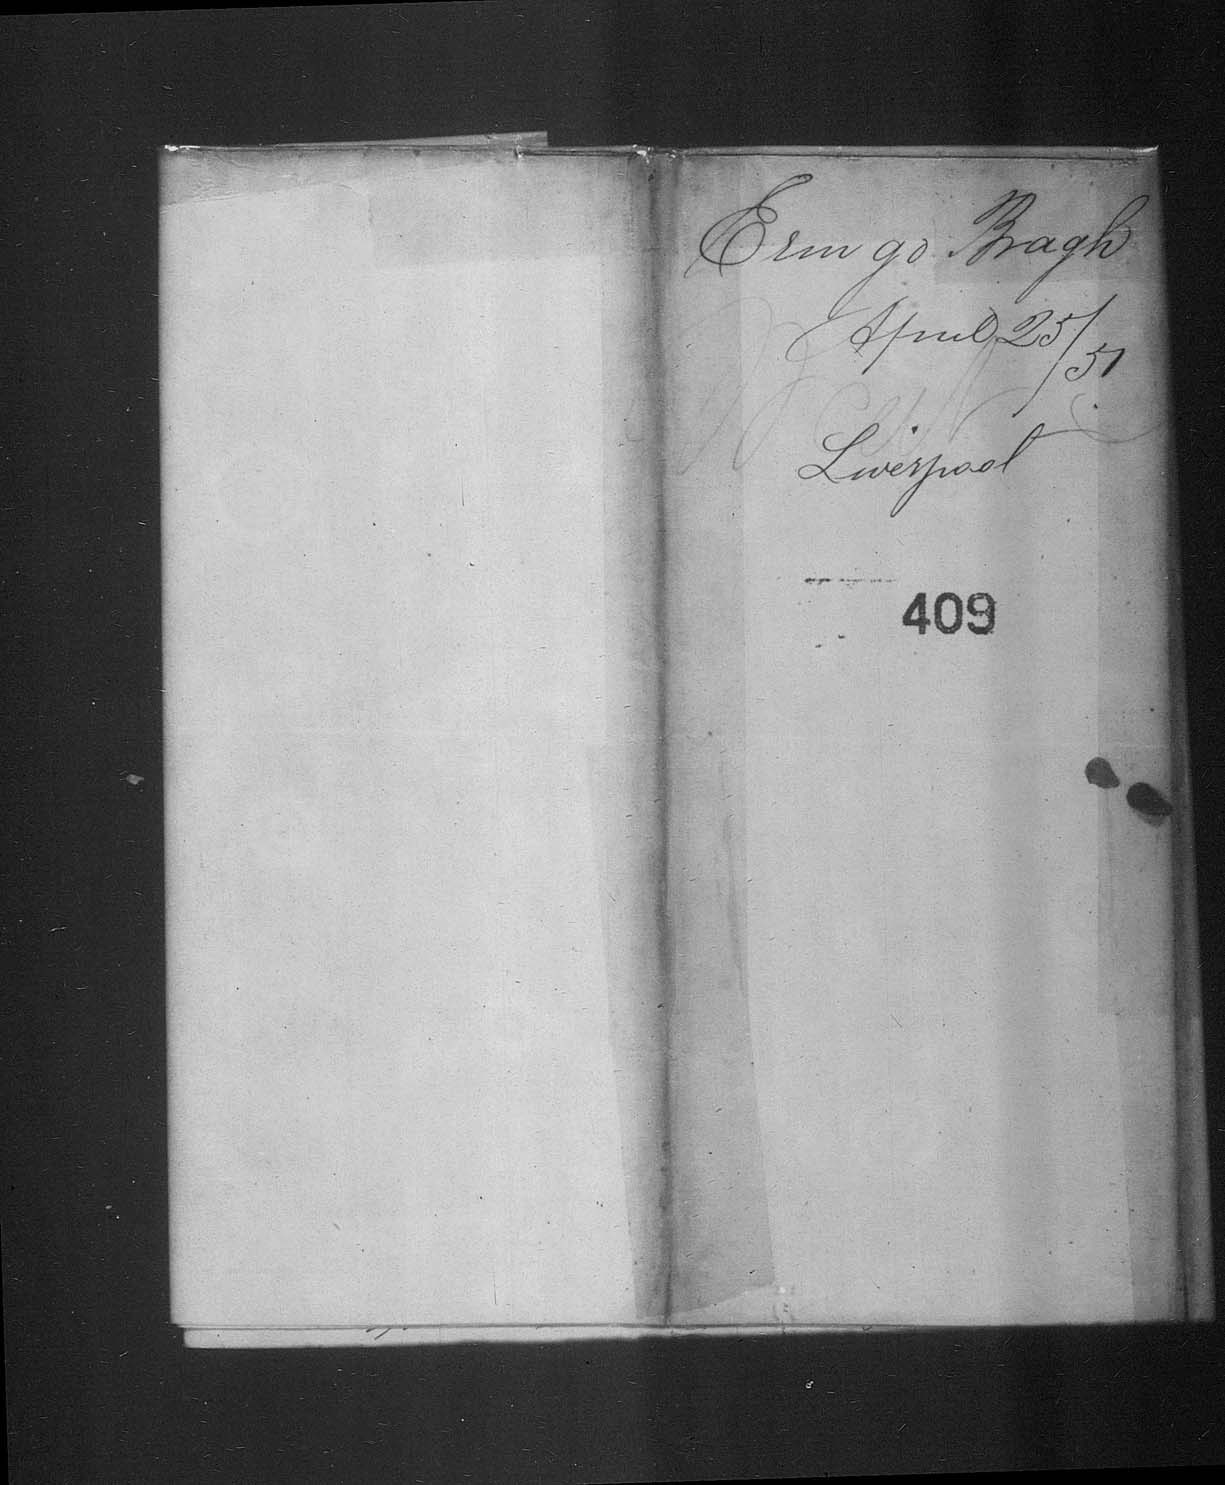 Erin go Bragh
April 25/51
Liverpool
409